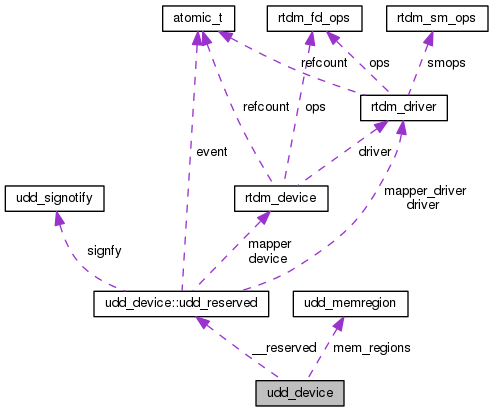 atomic_t
rtdm_fd_ops
rtdm_sm_ops
refcount
ops
smops
rtdm_driver
refcount
ops
event
driver
udd_signotify
rtdm_device
mapper_driver
driver
signfy
mapper
device
udd_device::udd_reserved
udd_memregion
__reserved
mem_regions
udd_device